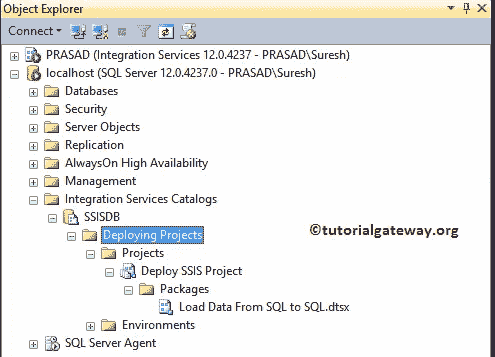 Object Explorer
Connect
PRASAD (Integration Services 12.0.4237 - PRASAD\Suresh)
localhost (SQL Server 12.0.4237.0 - PRASAD\Suresh)
Databases
Security
Server Objects
Replication
AlwaysOn High Availability
Management
Integration Services Catalogs
SSISDB
Deploying Projects
©tutorialgateway.org
Projects
Deploy SSIS Project
Packages
Load Data From SQL to SQL.dtsx
Environments
SQL Server Agent